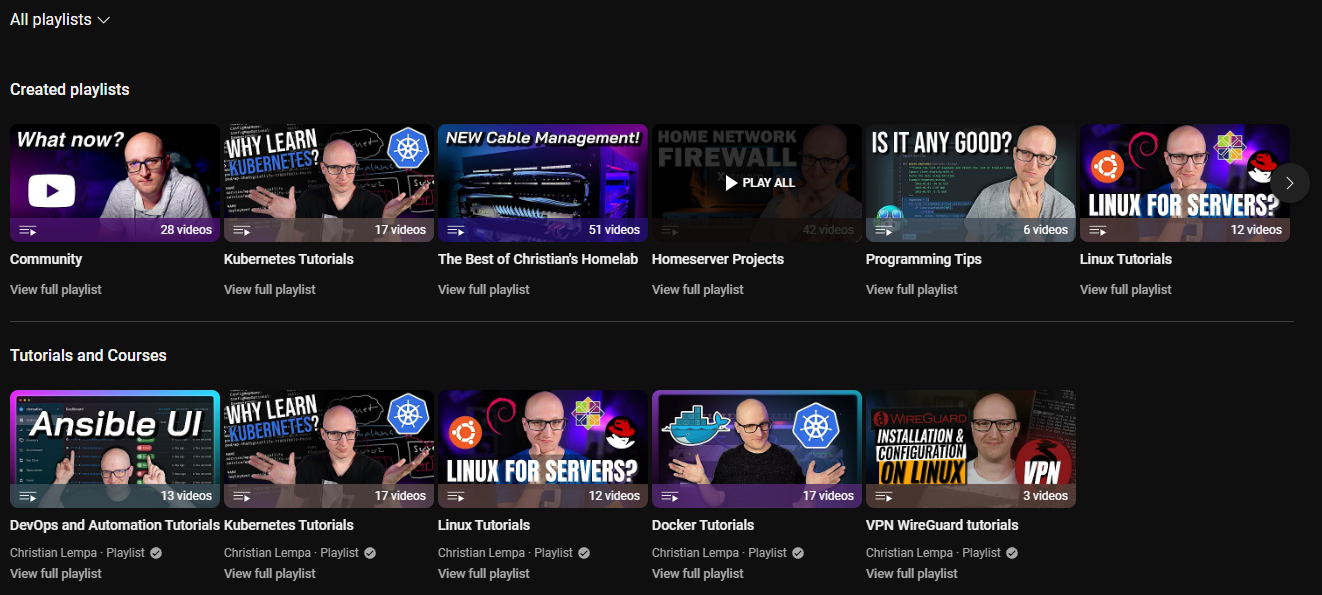 All playlists
Created playlists
What now?
28 videos
Community
View full playlist
WHY LEARN
KUBERNETES?
17 videos
Kubernetes Tutorials
View full playlist
NEW Cable Management!
51 videos
The Best of Christian's Homelab
View full playlist
HOME NETWORK
FIREWALL
PLAY ALL
42 videos
Homeserver Projects
View full playlist
IS IT ANY GOOD?
6 videos
Programming Tips
View full playlist
LINUX FOR SERVERS?
12 videos
Linux Tutorials
View full playlist
Tutorials and Courses
Ansible UI
13 videos
DevOps and Automation Tutorials
Christian Lempa · Playlist
View full playlist
WHY LEARN
KUBERNETES?
17 videos
Kubernetes Tutorials
Christian Lempa · Playlist
View full playlist
LINUX FOR SERVERS?
12 videos
Linux Tutorials
Christian Lempa · Playlist
View full playlist
17 videos
Docker Tutorials
Christian Lempa · Playlist
View full playlist
WIREGUARD
INSTALLATION &
CONFIGURATION
ON LINUX
VPN
3 videos
VPN WireGuard tutorials
Christian Lempa · Playlist
View full playlist